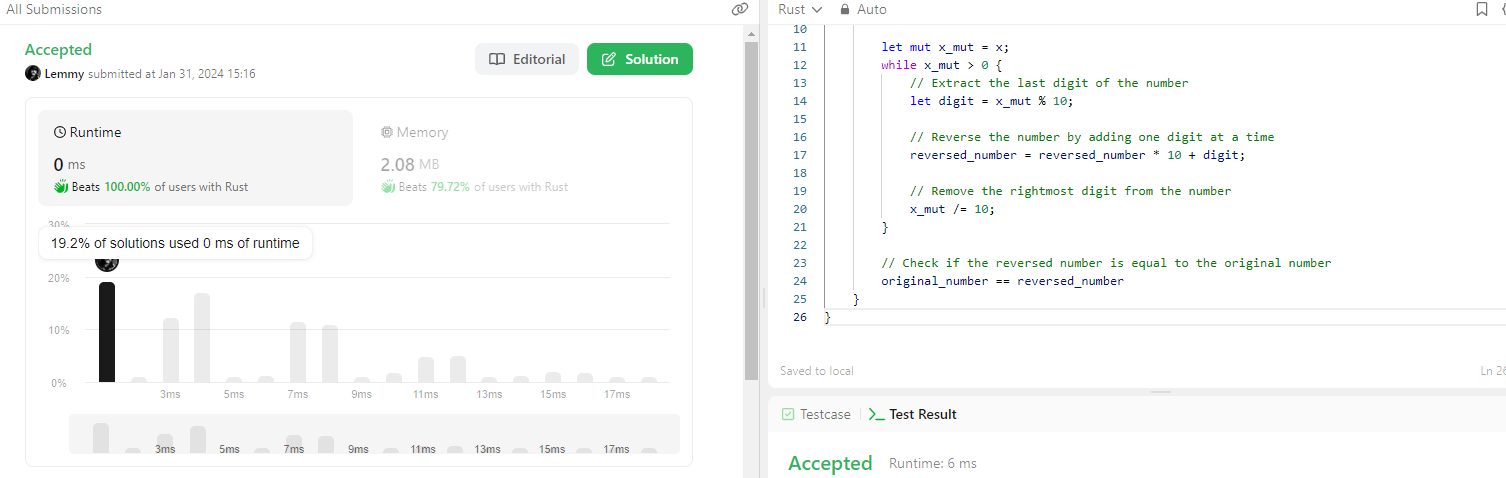 All Submissions
Accepted
Lemmy submitted at Jan 31, 2024 15:16
Editorial
Solution
Runtime
0 ms
Beats 100.00% of users with Rust
Memory
2.08 MB
Beats 79.72% of users with Rust
30%
19.2% of solutions used 0 ms of runtime
20%
10%
0%
3ms 5ms 7ms 9ms 11ms 13ms 15ms 17ms
3ms 5ms 7ms 9ms 11ms 13ms 15ms 17ms
Rust Auto
10
11 let mut x_mut = x;
12 while x_mut > 0 {
13 // Extract the last digit of the number
14 let digit = x_mut % 10;
15
16 // Reverse the number by adding one digit at a time
17 reversed_number = reversed_number * 10 + digit;
18
19 // Remove the rightmost digit from the number
20 x_mut /= 10;
21 }
22
23 // Check if the reversed number is equal to the original number
24 original_number == reversed_number
25 }
26 }
Saved to local
Ln 26
Testcase
>_ Test Result
Accepted Runtime: 6 ms